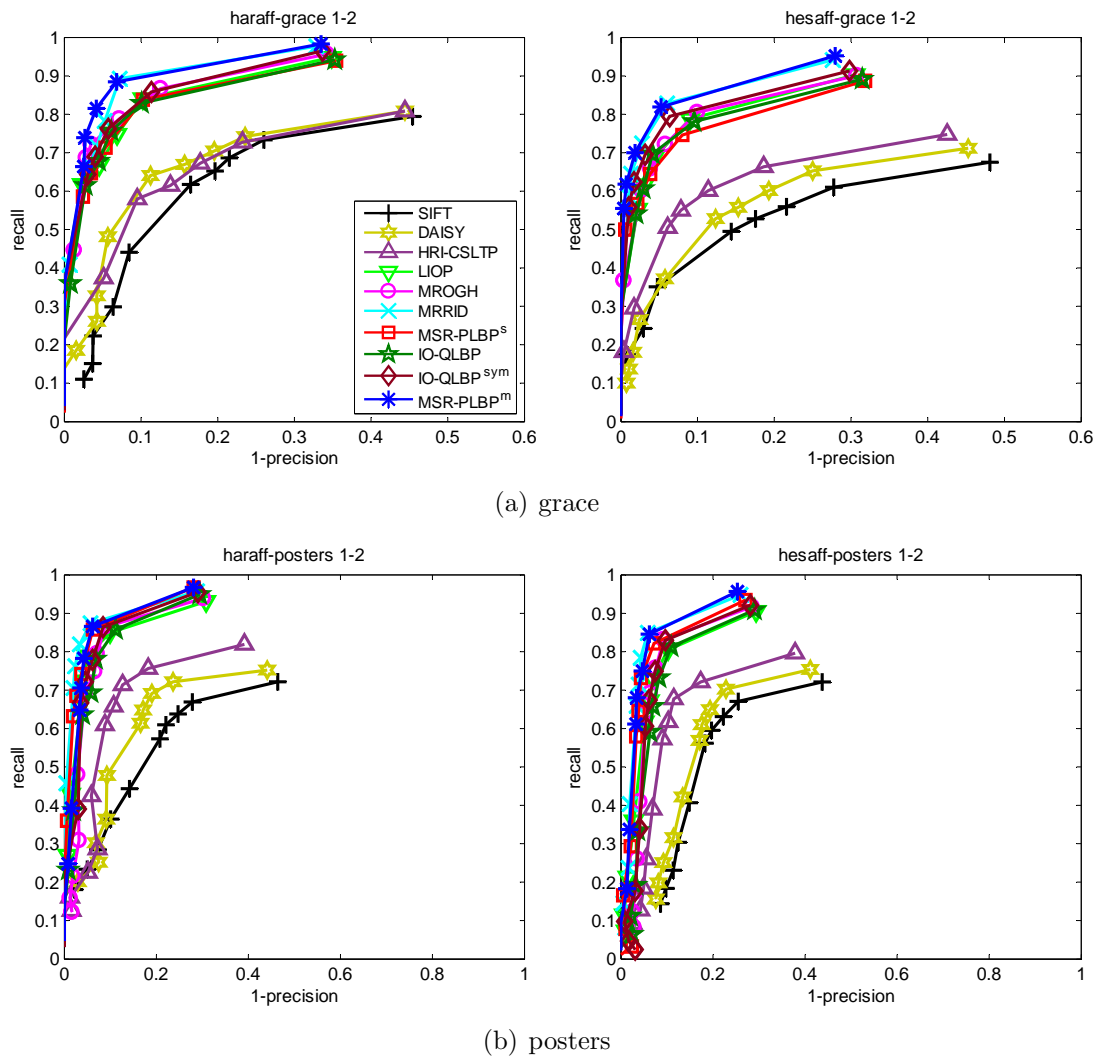 haraff-grace 1-2
hesaff-grace 1-2
1
0.9
0.8
0.7
0.6
0.5
0.4
0.3
0.2
0.1
0
recall
0 0.1 0.2 0.3 0.4 0.5 0.6
1-precision
SIFT
DAISY
HRI-CSLTP
LIOP
MROGH
MRRID
MSR-PLBP^s
IO-QLBP
IO-QLBP^sym
MSR-PLBP^m
1
0.9
0.8
0.7
0.6
0.5
0.4
0.3
0.2
0.1
0
recall
0 0.1 0.2 0.3 0.4 0.5 0.6
1-precision
(a) grace
haraff-posters 1-2
hesaff-posters 1-2
1
0.9
0.8
0.7
0.6
0.5
0.4
0.3
0.2
0.1
0
recall
0 0.2 0.4 0.6 0.8 1
1-precision
1
0.9
0.8
0.7
0.6
0.5
0.4
0.3
0.2
0.1
0
recall
0 0.2 0.4 0.6 0.8 1
1-precision
(b) posters